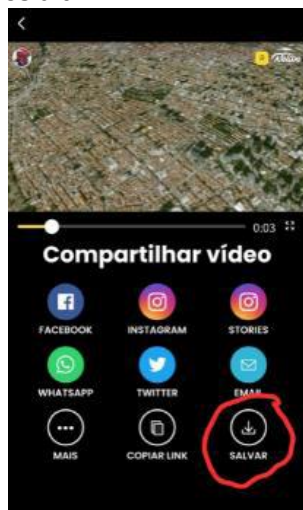 0:03
Compartilhar vídeo
FACEBOOK
INSTAGRAM
STORIES
WHATSAPP
TWITTER
EMAIL
MAIS
COPIAR LINK
SALVAR